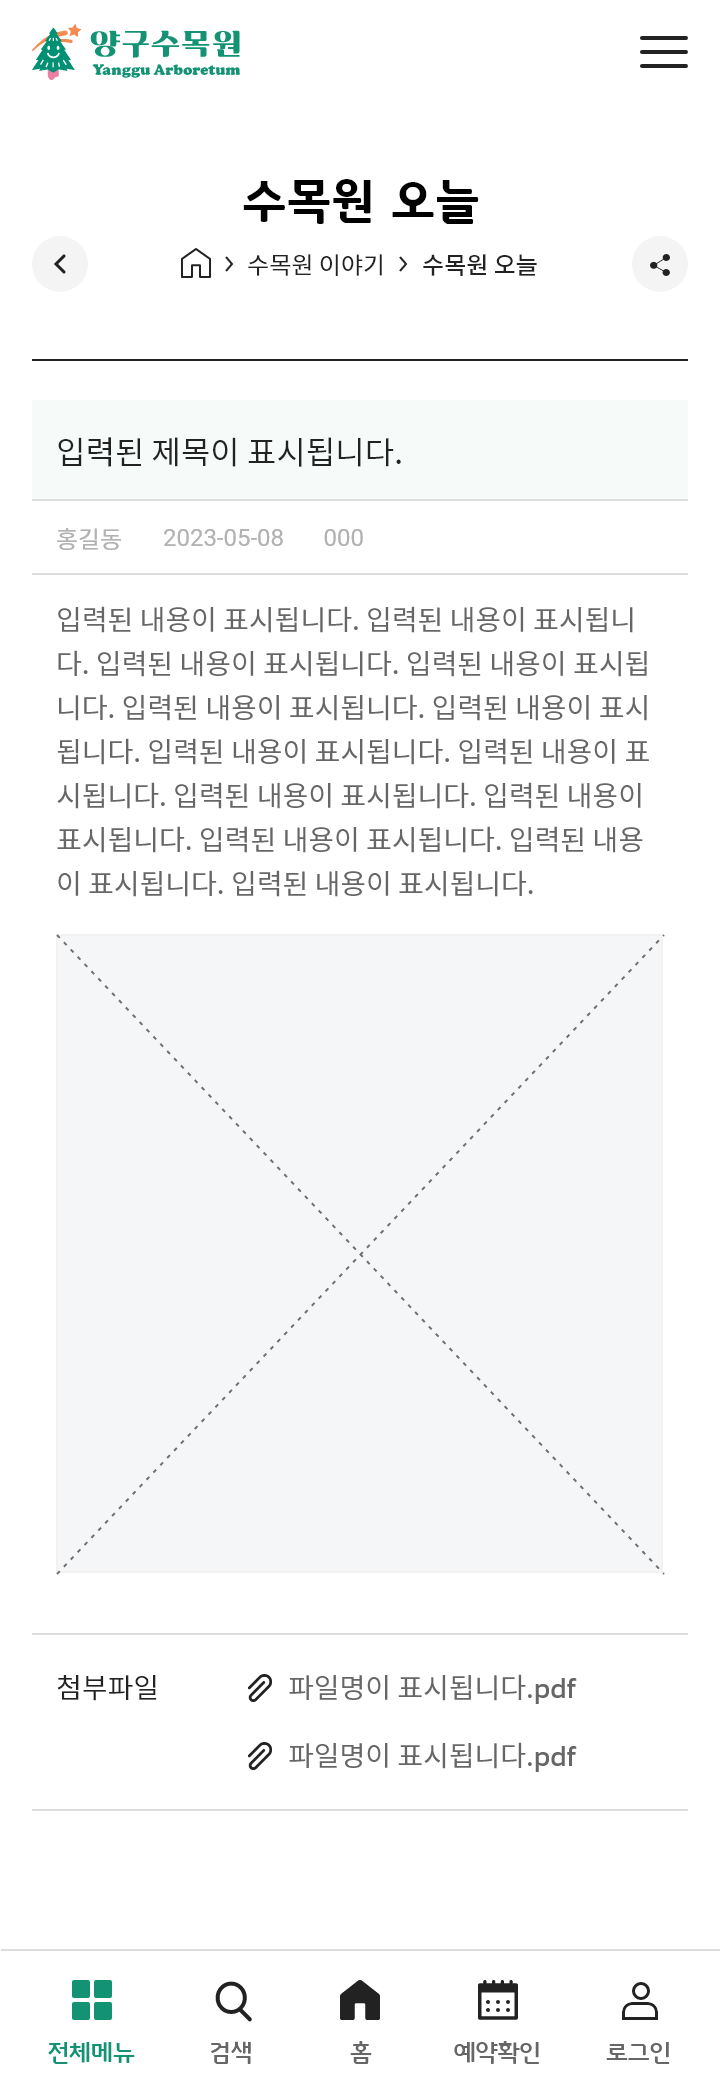 양구수목원
Yanggu Arboretum
수목원 오늘
수목원 이야기 > 수목원 오늘
입력된 제목이 표시됩니다.
홍길동 2023-05-08 000
입력된 내용이 표시됩니다. 입력된 내용이 표시됩니
다. 입력된 내용이 표시됩니다. 입력된 내용이 표시됩
니다. 입력된 내용이 표시됩니다. 입력된 내용이 표시
됩니다. 입력된 내용이 표시됩니다. 입력된 내용이 표
시됩니다. 입력된 내용이 표시됩니다. 입력된 내용이
표시됩니다. 입력된 내용이 표시됩니다. 입력된 내용
이 표시됩니다. 입력된 내용이 표시됩니다.
첨부파일
파일명이 표시됩니다.pdf
파일명이 표시됩니다.pdf
전체메뉴 검색 홈 예약확인 로그인